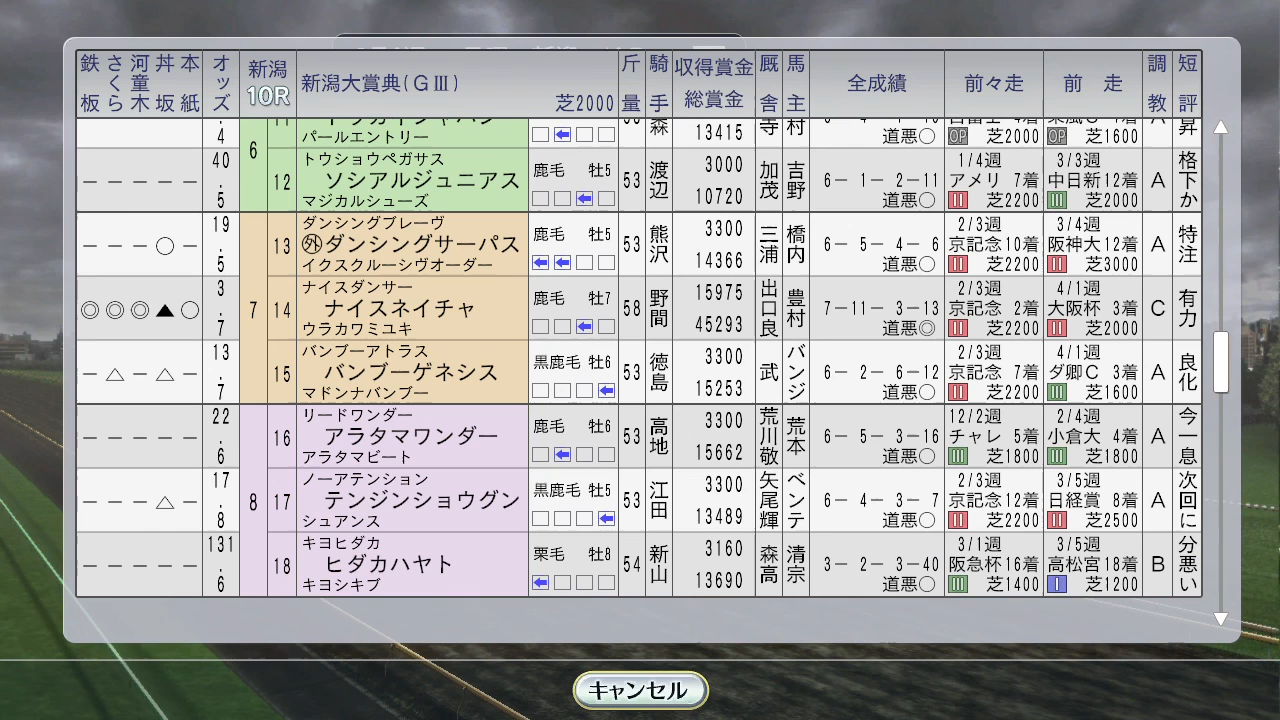 鉄板 さくら 河童木 丼坂 本紙 オッズ 新潟10R 新潟大賞典(GⅢ) 芝2000 斤量 騎手 収得賞金 総賞金 厩舎 馬主 全成績 前々走 前 走 調教 短評
.4 6 パールエントリー 森 13415 寺 村 道悪○ OP 芝2000 OP 芝1600 昇
－ － － － － 40.5 12 トウショウペガサス ソシアルジュニアス マジカルシューズ 鹿毛 牡5 53 渡辺 3000 10720 加茂 吉野 6－ 1－ 2－11 道悪○ 1/4週 アメリ 7着 Ⅱ 芝2200 3/3週 中日新12着 Ⅲ 芝2000 A 格下か
－ － － ○ － 19.5 7 13 ダンシングブレーヴ 外ダンシングサーパス イクスクルーシヴオーダー 鹿毛 牡5 53 熊沢 3300 14366 三浦 橋内 6－ 5－ 4－ 6 道悪○ 2/3週 京記念10着 Ⅱ 芝2200 3/4週 阪神大12着 Ⅱ 芝3000 A 特注
◎ ◎ ◎ ▲ ○ 3.7 14 ナイスダンサー ナイスネイチャ ウラカワミユキ 鹿毛 牡7 58 野間 15975 45293 出口良 豊村 7－11－ 3－13 道悪◎ 2/3週 京記念 2着 Ⅱ 芝2200 4/1週 大阪杯 3着 Ⅱ 芝2000 C 有力
－ △ － △ － 13.7 15 バンブーアトラス バンブーゲネシス マドンナバンブー 黒鹿毛 牡6 53 徳島 3300 15253 武 バンジ 6－ 2－ 6－12 道悪○ 2/3週 京記念 7着 Ⅱ 芝2200 4/1週 ダ卿C 3着 Ⅲ 芝1600 A 良化
－ － － － － 22.6 8 16 リードワンダー アラタマワンダー アラタマビート 鹿毛 牡6 53 高地 3300 15662 荒川敬 荒本 6－ 5－ 3－16 道悪○ 12/2週 チャレ 5着 Ⅲ 芝1800 2/4週 小倉大 4着 Ⅲ 芝1800 A 今一息
－ － － △ － 17.8 17 ノーアテンション テンジンショウグン シュアンス 黒鹿毛 牡5 53 江田 3300 13489 矢尾輝 ベンテ 6－ 4－ 3－ 7 道悪○ 2/3週 京記念12着 Ⅱ 芝2200 3/5週 日経賞 8着 Ⅱ 芝2500 A 次回に
－ － － － － 131.6 18 キヨヒダカ ヒダカハヤト キヨシキブ 栗毛 牡8 54 新山 3160 13690 森高 清宗 3－ 2－ 3－40 道悪○ 3/1週 阪急杯16着 Ⅲ 芝1400 3/5週 高松宮18着 Ⅰ 芝1200 B 分悪い
キャンセル